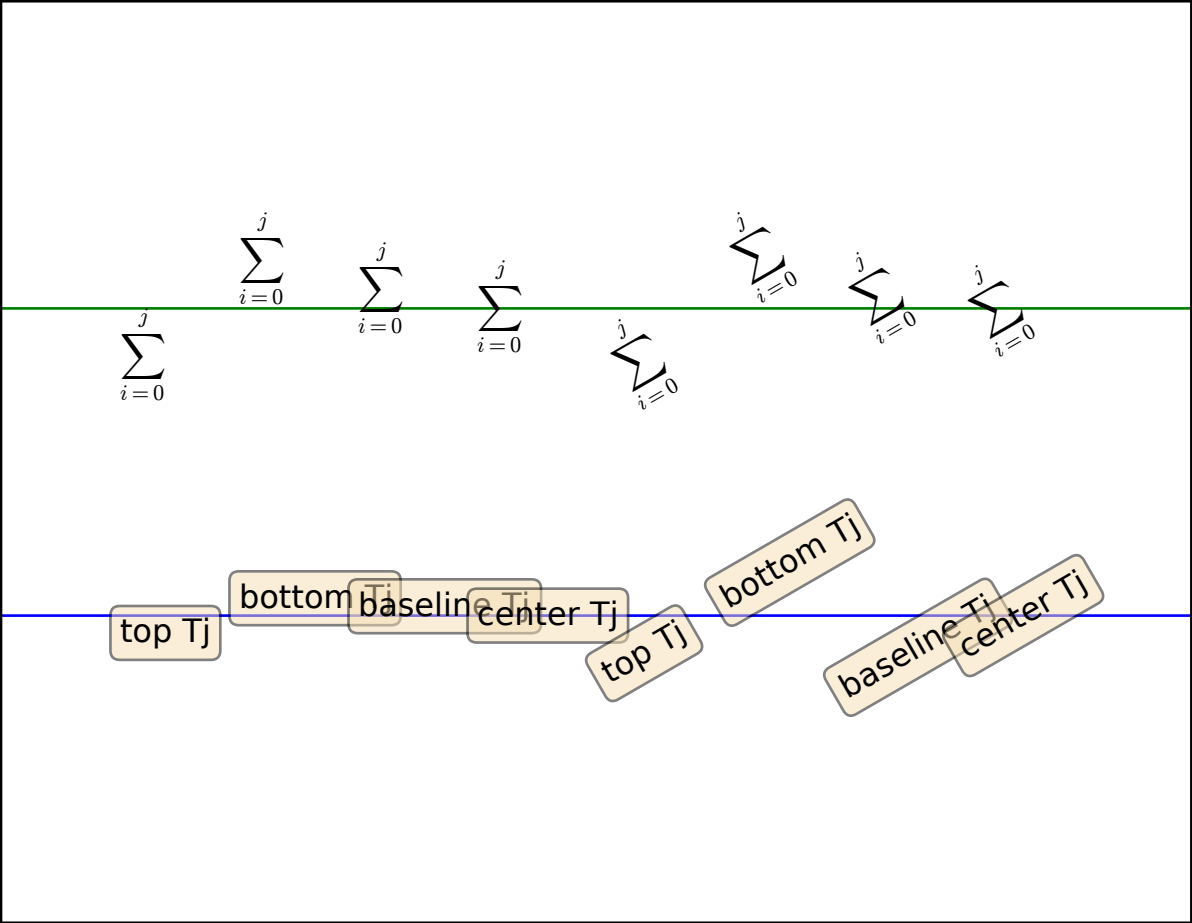 ∑_{i=0}^{j}
∑_{i=0}^{j}
∑_{i=0}^{j}
∑_{i=0}^{j}
∑_{i=0}^{j}
∑_{i=0}^{j}
∑_{i=0}^{j}
∑_{i=0}^{j}
top Tj
bottom Tj
baseline Tj
center Tj
top Tj
bottom Tj
baseline Tj
center Tj